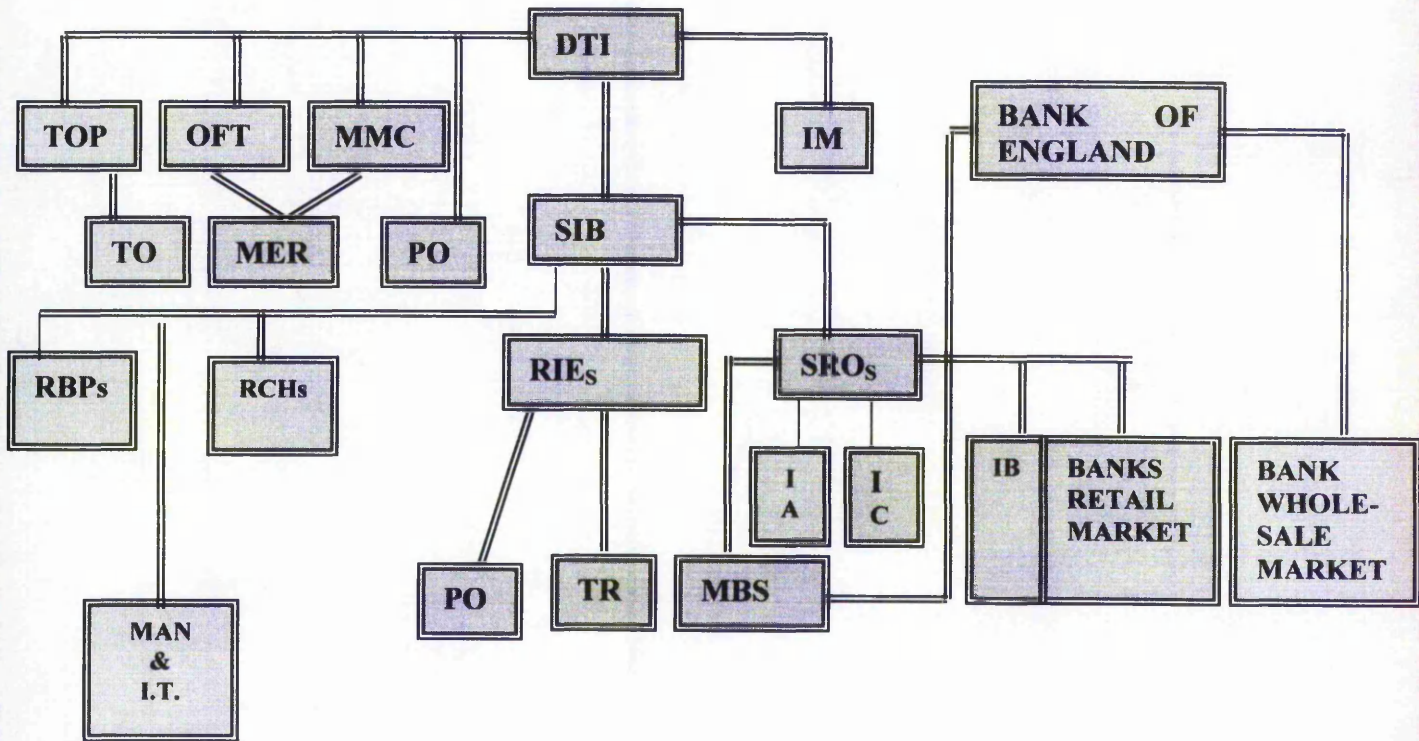 DTI
TOP
OFT
MMC
IM
BANK OF
ENGLAND
TO
MER
PO
SIB
RBPs
RCHs
RIEs
SROs
I
A
I
C
IB
BANKS
RETAIL
MARKET
BANK
WHOLE-
SALE
MARKET
PO
TR
MBS
MAN
&
I.T.